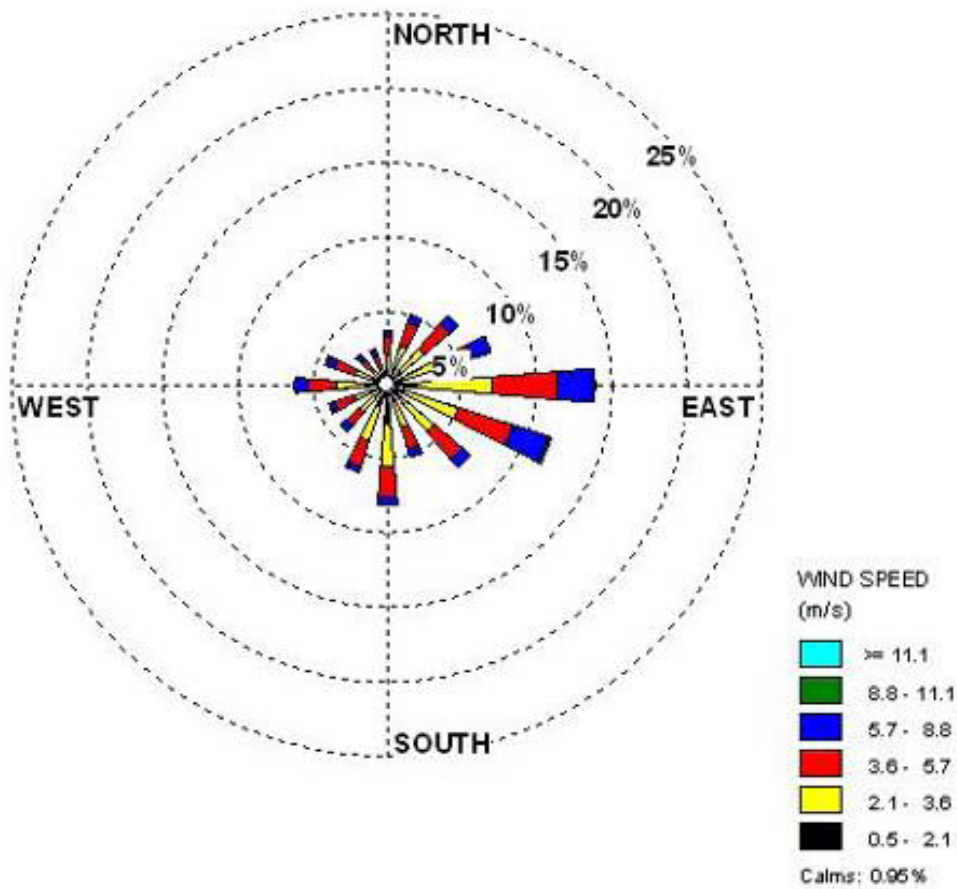 NORTH
25%
20%
15%
10%
5%
WEST
EAST
SOUTH
WIND SPEED
(m/s)
>= 11.1
8.8 - 11.1
5.7 - 8.8
3.6 - 5.7
2.1 - 3.6
0.5 - 2.1
Calms: 0.95%